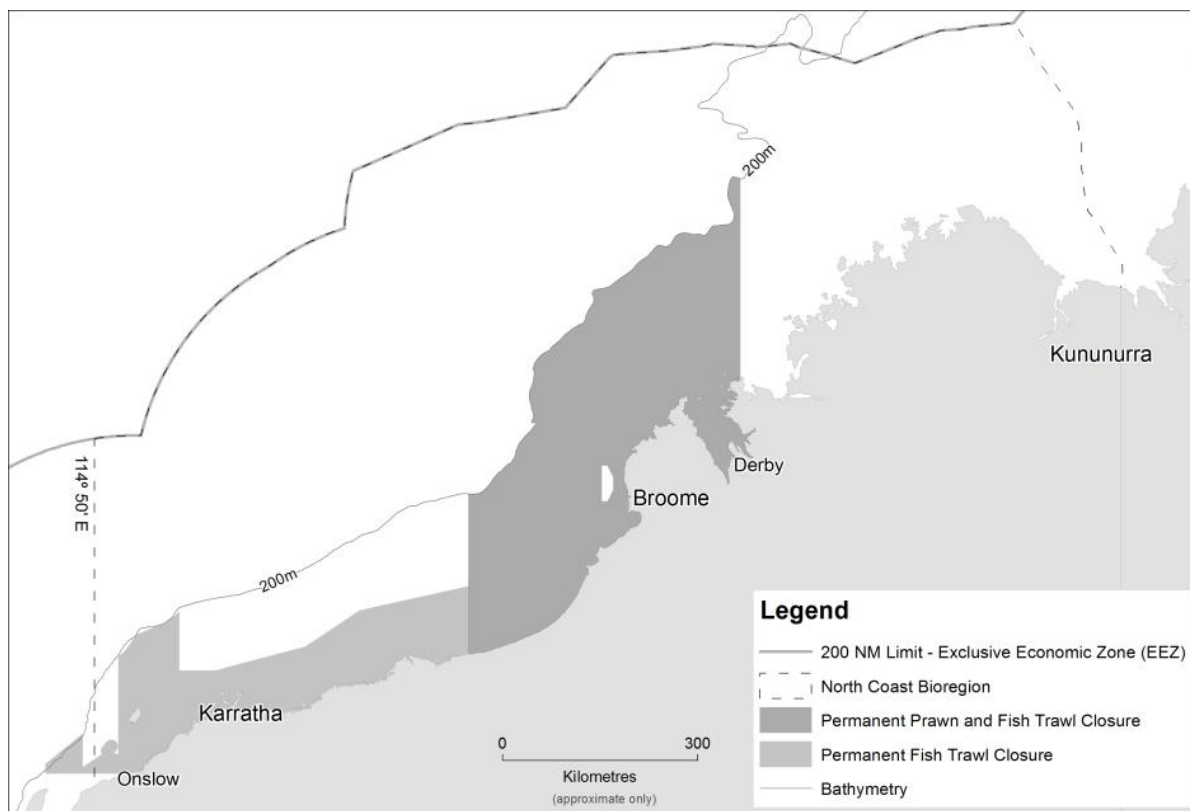 200m
114° 50' E
Kununurra
Derby
Broome
200m
Karratha
Onslow
0 300
Kilometres
(approximate only)
Legend
200 NM Limit - Exclusive Economic Zone (EEZ)
North Coast Bioregion
Permanent Prawn and Fish Trawl Closure
Permanent Fish Trawl Closure
Bathymetry